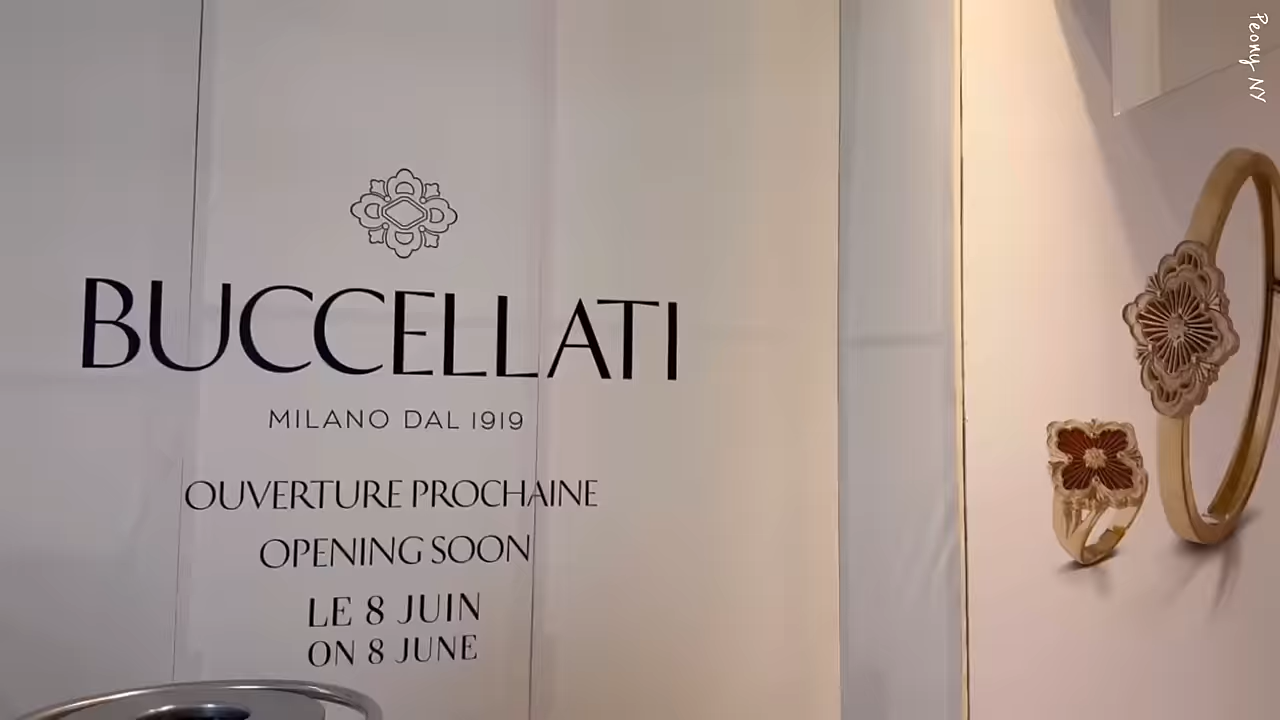 BUCCELLATI
MILANO DAL 1919
OUVERTURE PROCHAINE
OPENING SOON
LE 8 JUIN
ON 8 JUNE
Peony NY